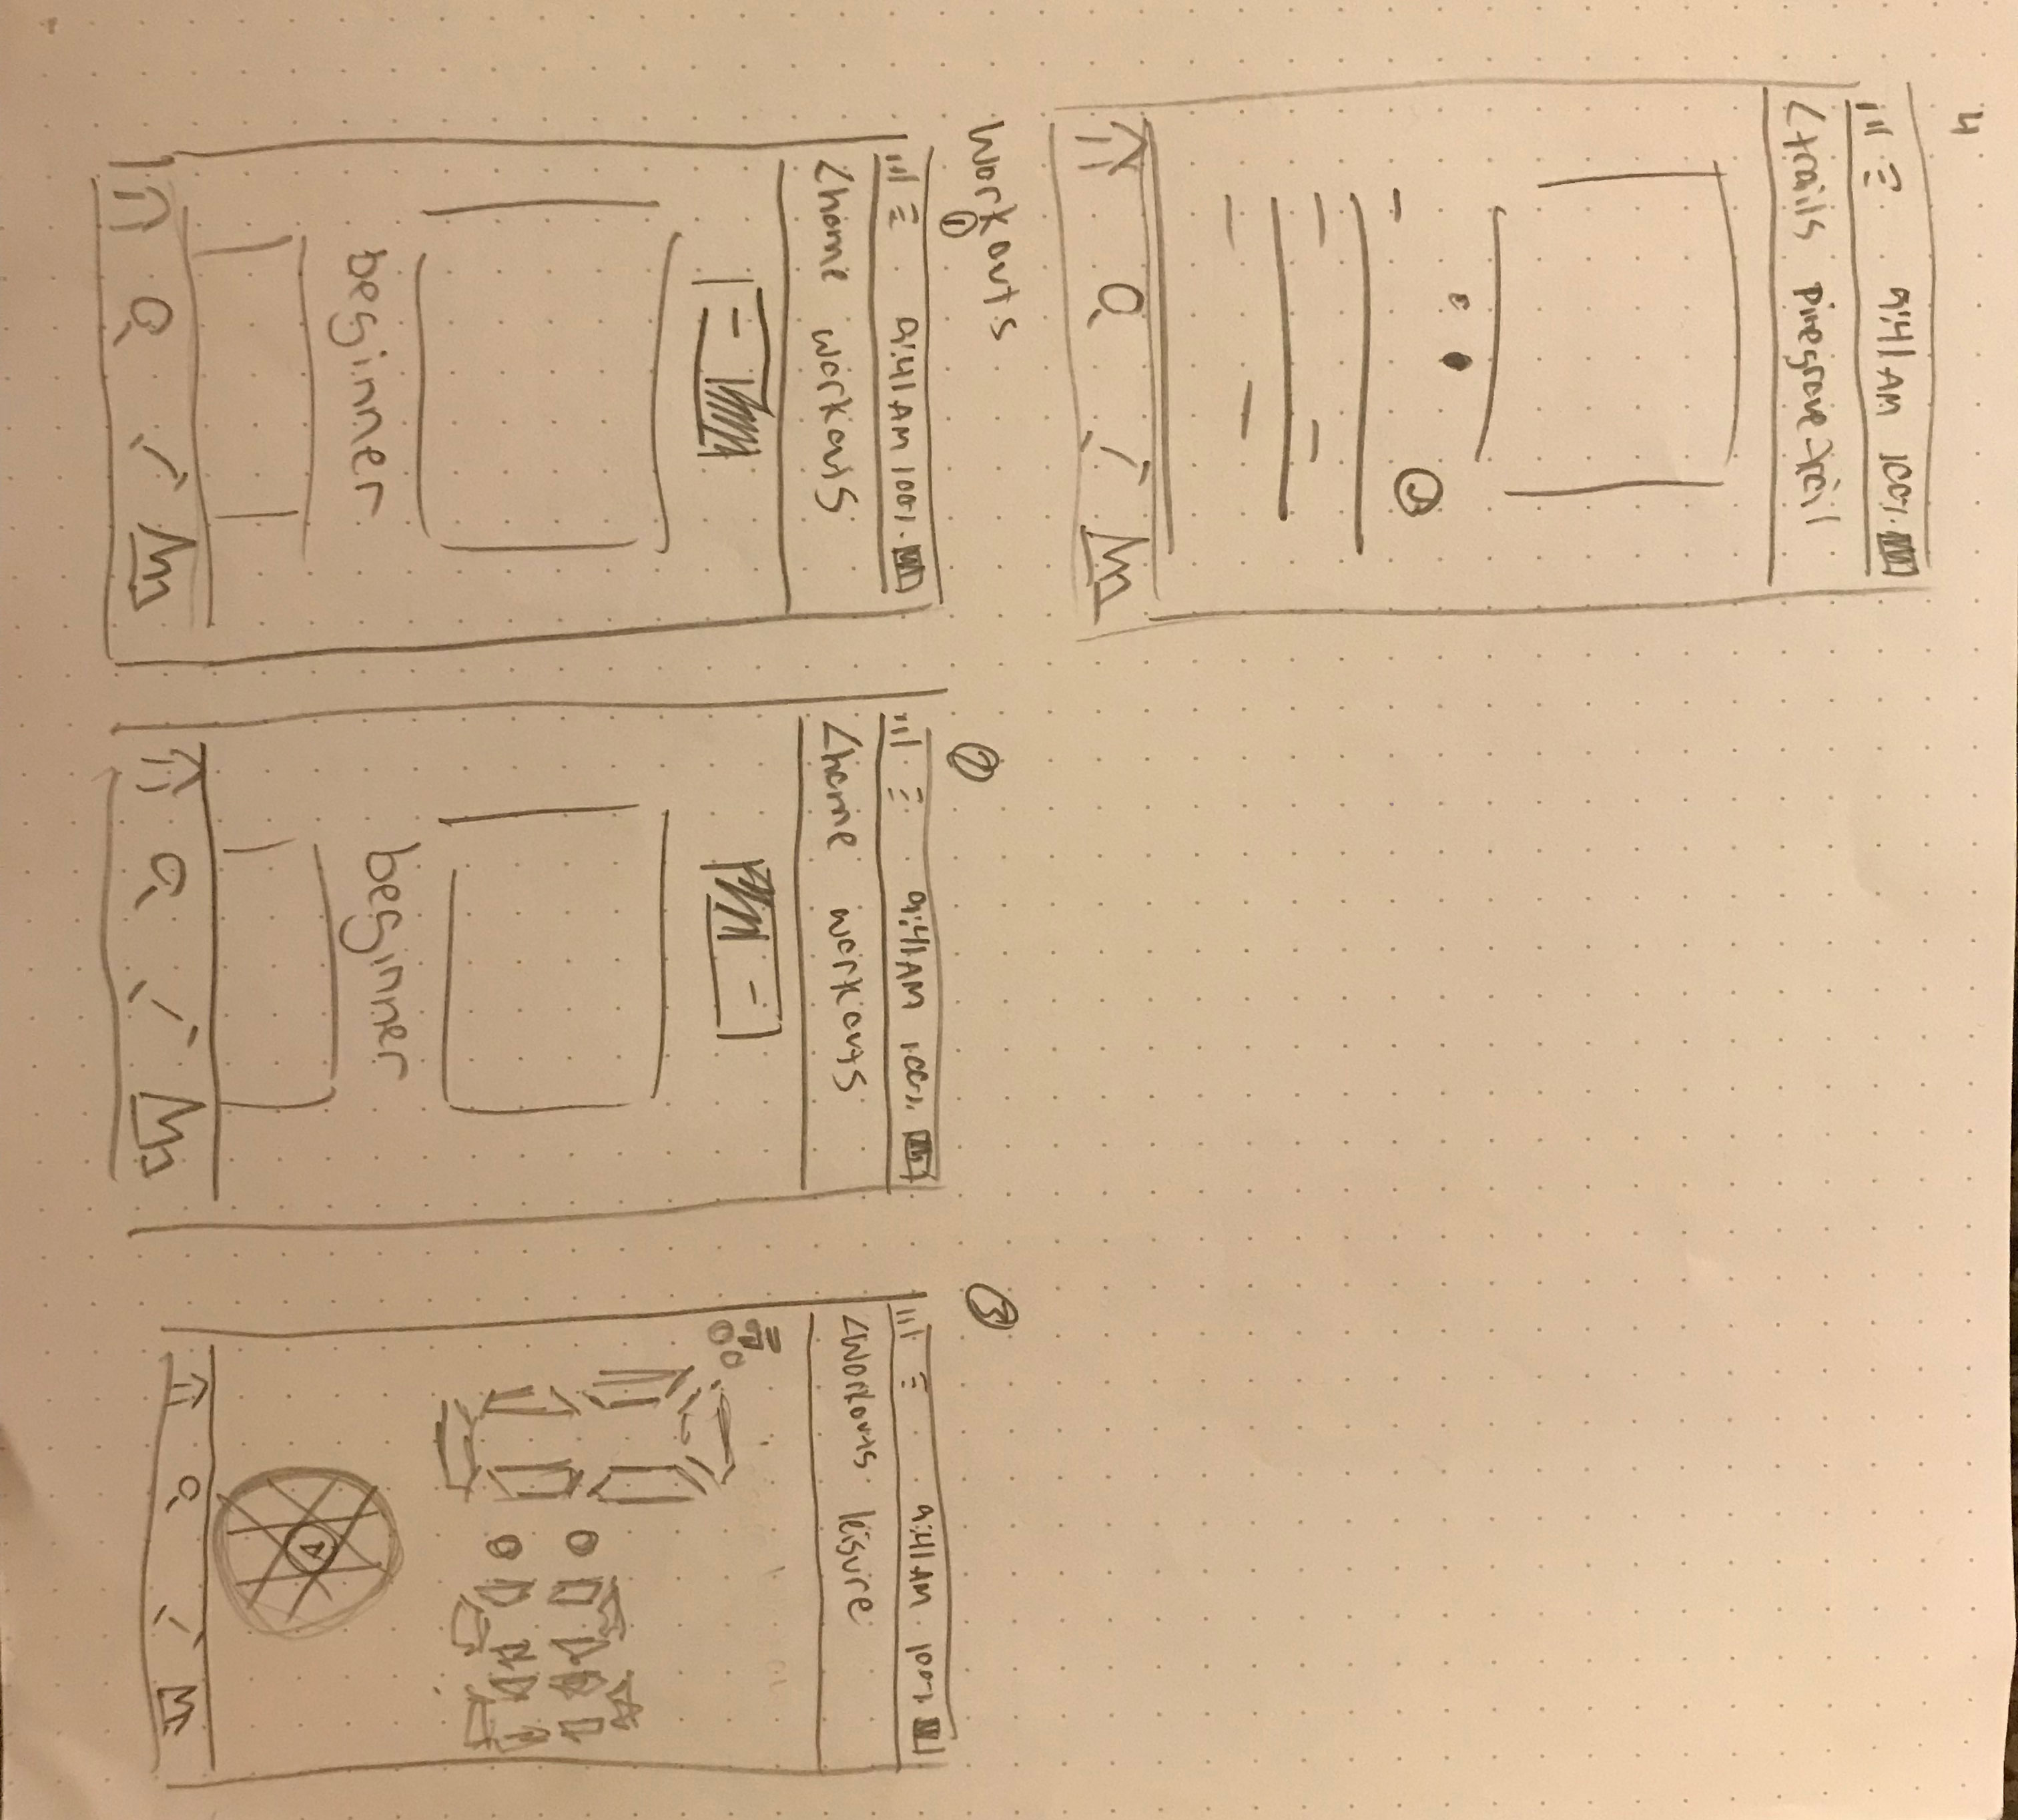 4
9:41 AM 100%
<trails pinegrove trail
Workouts
1
9:41 AM 100%
<home workouts
beginner
2
9:41 AM 100%
<home workouts
beginner
3
9:41 AM 100%
<workouts leisure